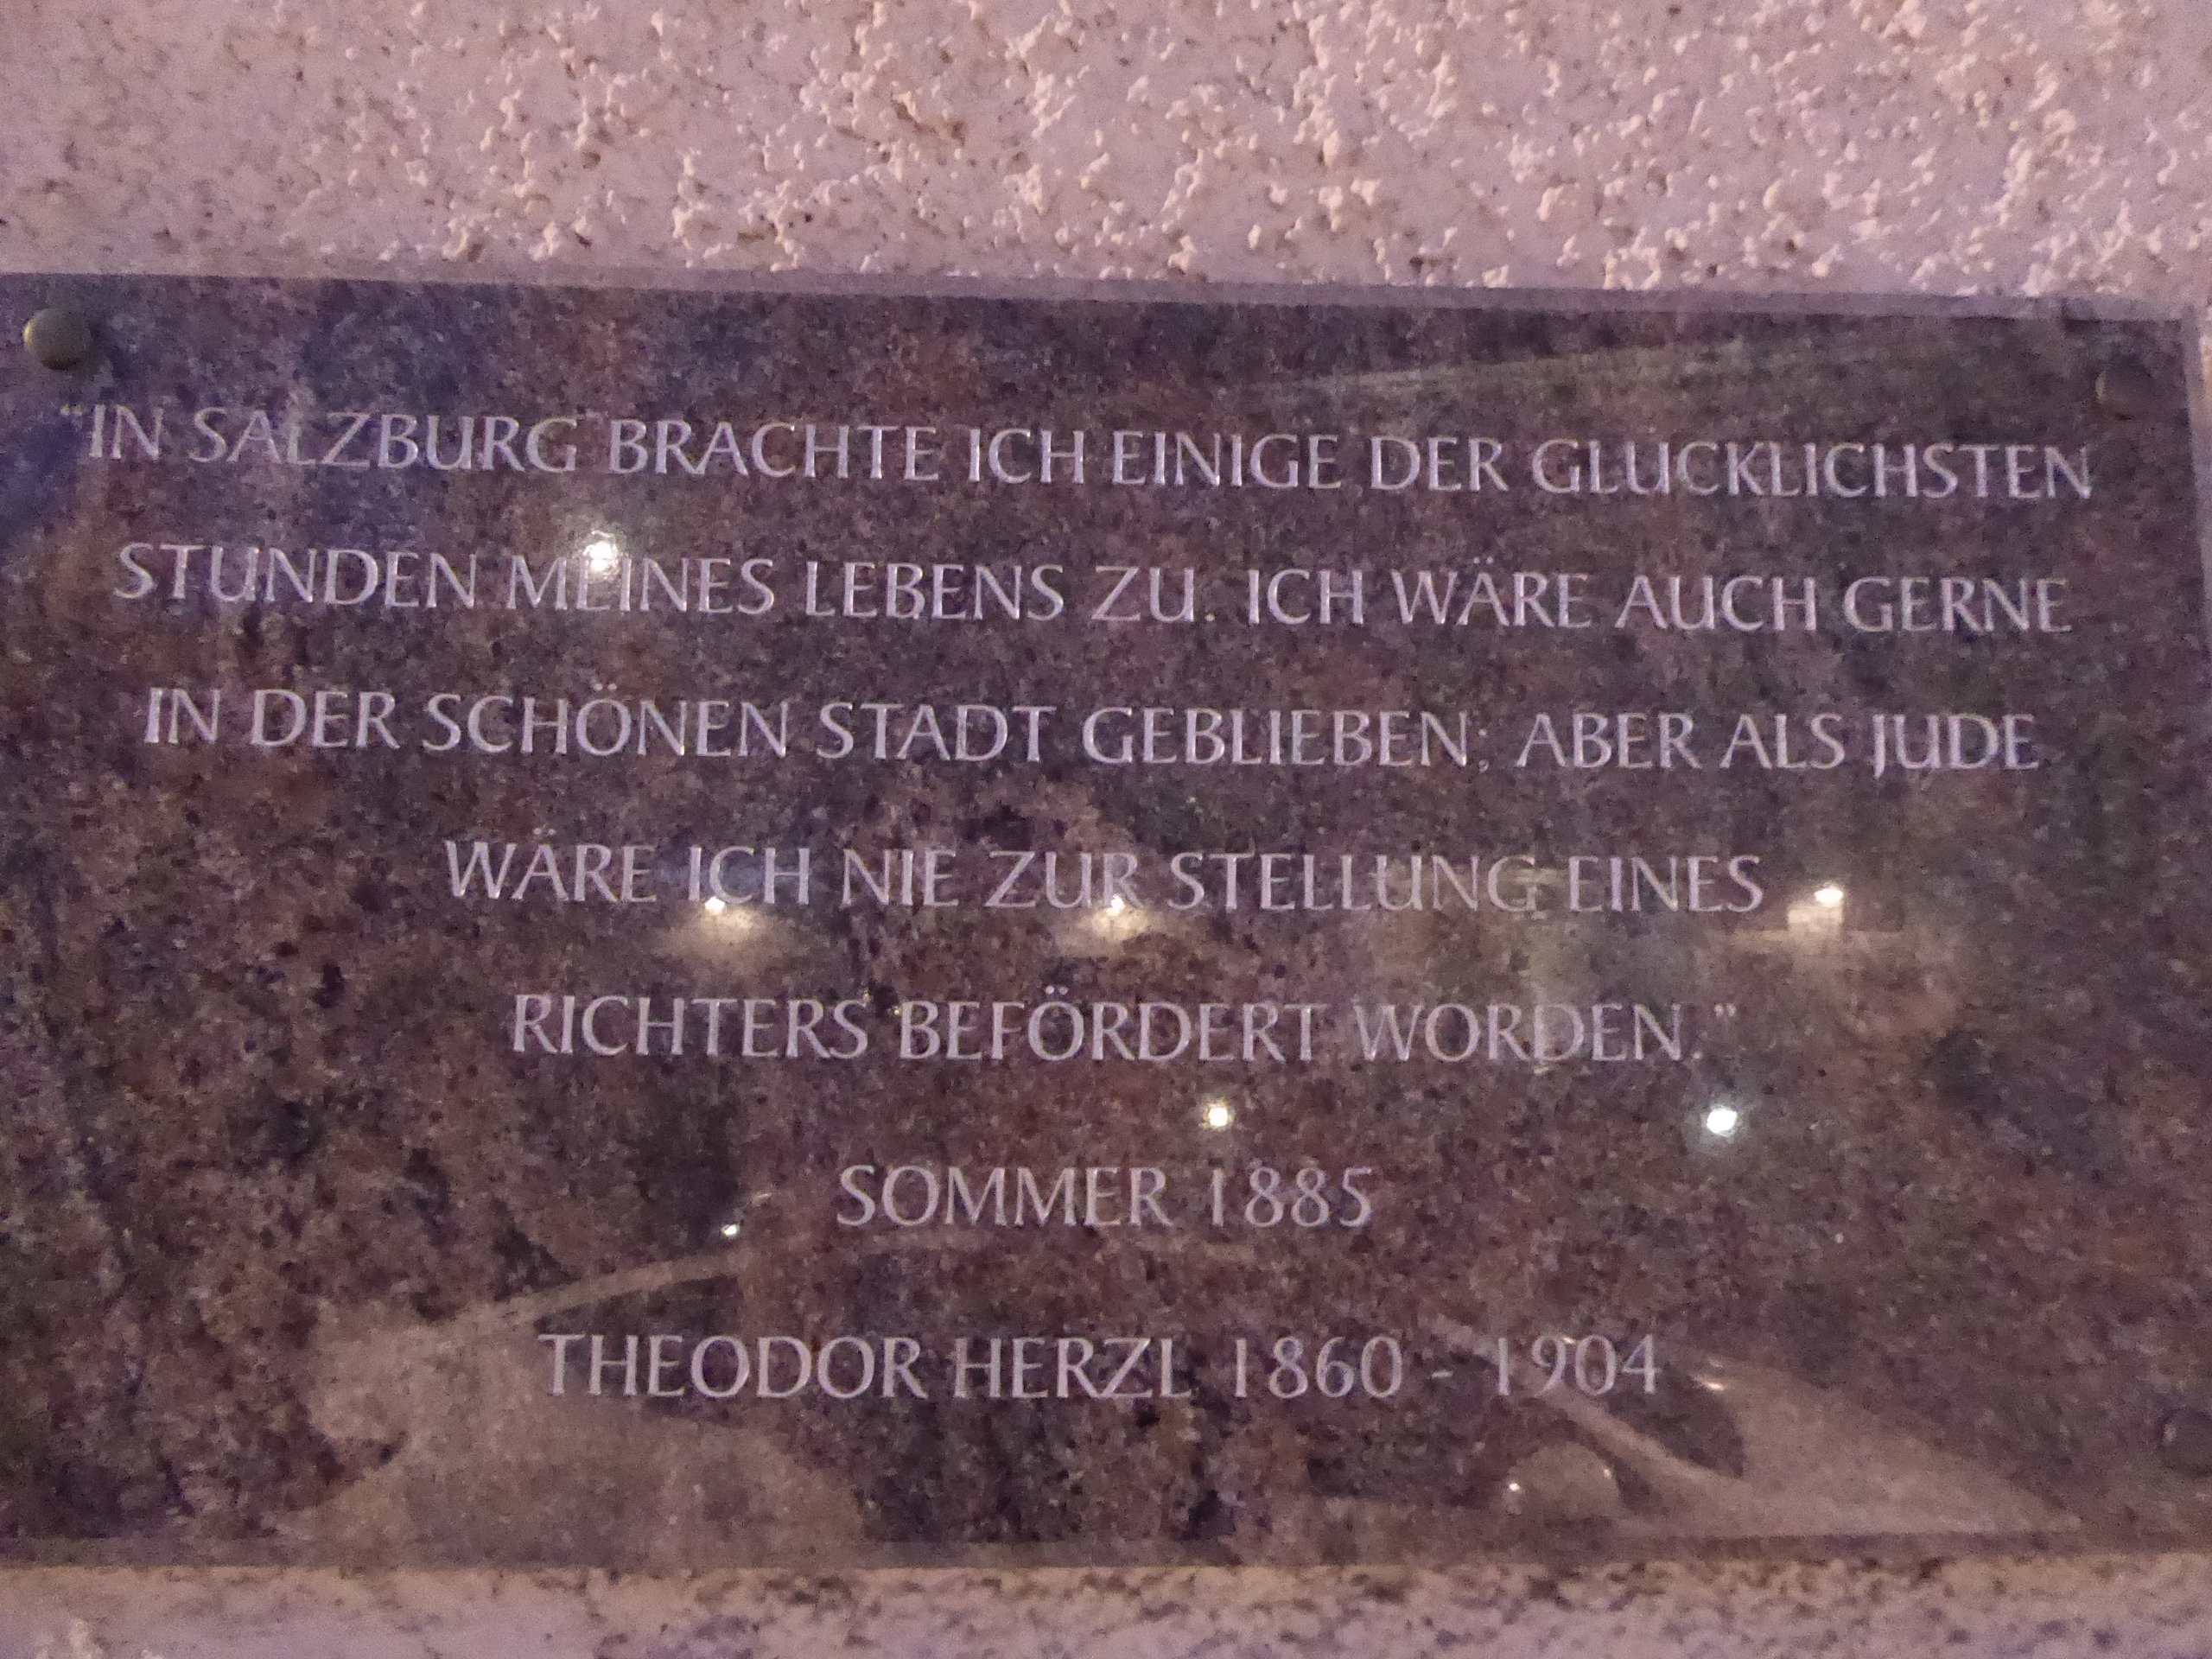 “IN SALZBURG BRACHTE ICH EINIGE DER GLUCKLICHSTEN
STUNDEN MEINES LEBENS ZU. ICH WÄRE AUCH GERNE
IN DER SCHÖNEN STADT GEBLIEBEN; ABER ALS JUDE
WÄRE ICH NIE ZUR STELLUNG EINES
RICHTERS BEFÖRDERT WORDEN.”
SOMMER 1885
THEODOR HERZL 1860 - 1904